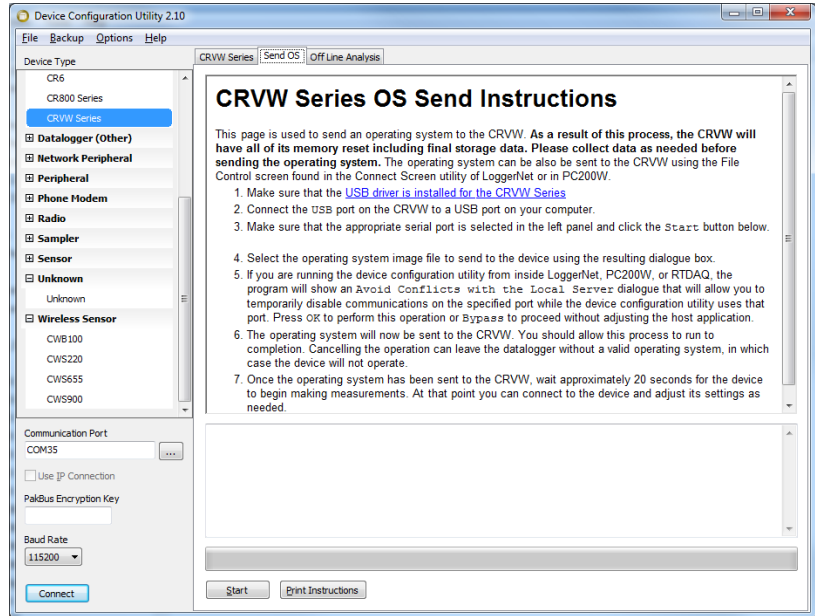 Device Configuration Utility 2.10
File Backup Options Help
Device Type
CR6
CR800 Series
CRVW Series
Datalogger (Other)
Network Peripheral
Peripheral
Phone Modem
Radio
Sampler
Sensor
Unknown
Unknown
Wireless Sensor
CWB100
CWS220
CWS655
CWS900
Communication Port
COM35
...
Use IP Connection
PakBus Encryption Key
Baud Rate
115200
Connect
CRVW Series Send OS Off Line Analysis
CRVW Series OS Send Instructions
This page is used to send an operating system to the CRVW. As a result of this process, the CRVW will
have all of its memory reset including final storage data. Please collect data as needed before
sending the operating system. The operating system can be also be sent to the CRVW using the File
Control screen found in the Connect Screen utility of LoggerNet or in PC200W.
1. Make sure that the USB driver is installed for the CRVW Series
2. Connect the USB port on the CRVW to a USB port on your computer.
3. Make sure that the appropriate serial port is selected in the left panel and click the Start button below.
4. Select the operating system image file to send to the device using the resulting dialogue box.
5. If you are running the device configuration utility from inside LoggerNet, PC200W, or RTDAQ, the
program will show an Avoid Conflicts with the Local Server dialogue that will allow you to
temporarily disable communications on the specified port while the device configuration utility uses that
port. Press OK to perform this operation or Bypass to proceed without adjusting the host application.
6. The operating system will now be sent to the CRVW. You should allow this process to run to
completion. Cancelling the operation can leave the datalogger without a valid operating system, in which
case the device will not operate.
7. Once the operating system has been sent to the CRVW, wait approximately 20 seconds for the device
to begin making measurements. At that point you can connect to the device and adjust its settings as
needed.
Start Print Instructions